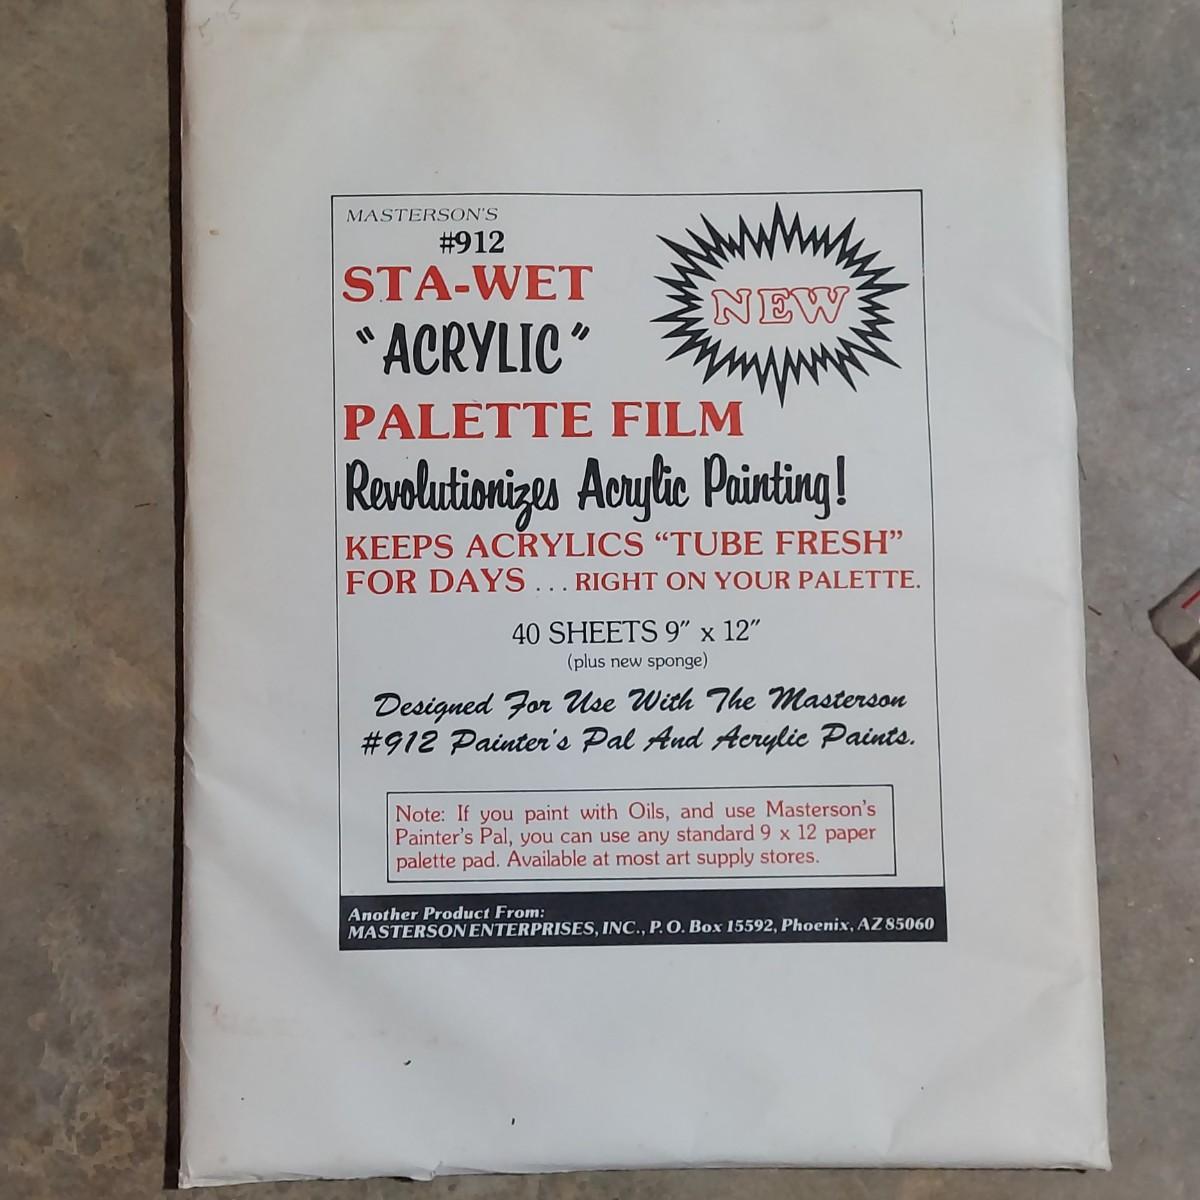 MASTERSON'S
#912
STA-WET
"ACRYLIC"
NEW
PALETTE FILM
Revolutionizes Acrylic Painting!
KEEPS ACRYLICS “TUBE FRESH”
FOR DAYS ... RIGHT ON YOUR PALETTE.
40 SHEETS 9″ x 12″
(plus new sponge)
Designed For Use With The Masterson
#912 Painter's Pal And Acrylic Paints.
Note: If you paint with Oils, and use Masterson's
Painter's Pal, you can use any standard 9 x 12 paper
palette pad. Available at most art supply stores.
Another Product From:
MASTERSON ENTERPRISES, INC., P.O. Box 15592, Phoenix, AZ 85060